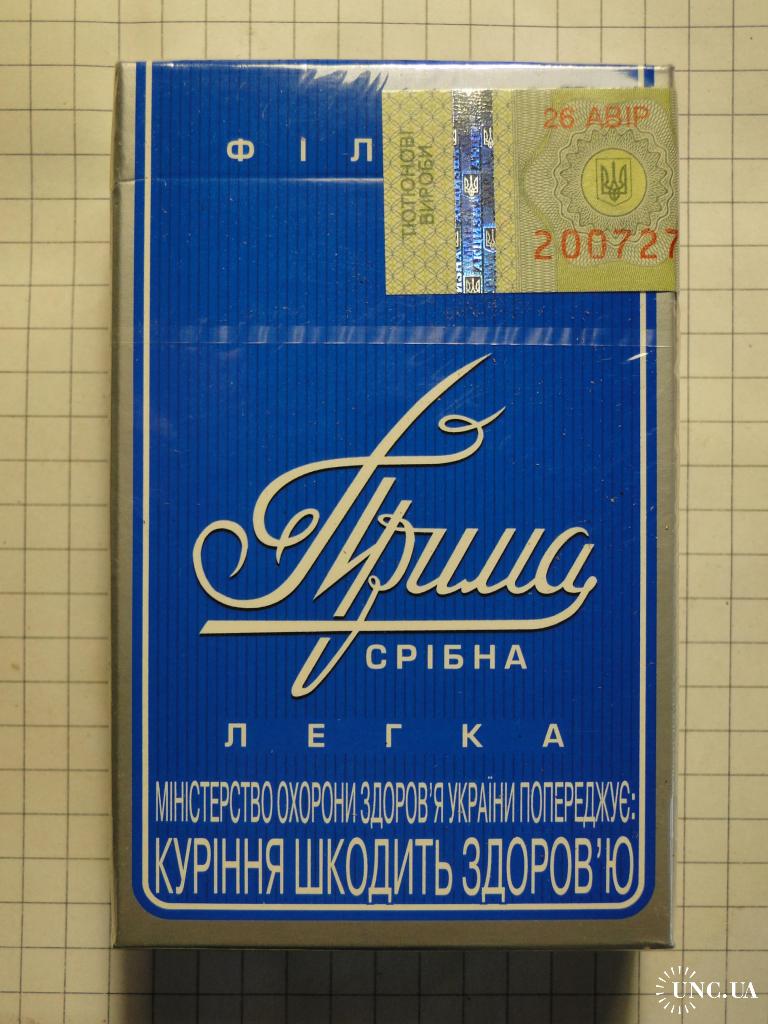 26 АВІР
ФІЛ
ТЮТЮНОВІ
ВИРОБИ
200727
Прима
СРІБНА
ЛЕГКА
МІНІСТЕРСТВО ОХОРОНИ ЗДОРОВ'Я УКРАЇНИ ПОПЕРЕДЖУЄ:
КУРІННЯ ШКОДИТЬ ЗДОРОВ'Ю
UNC.UA